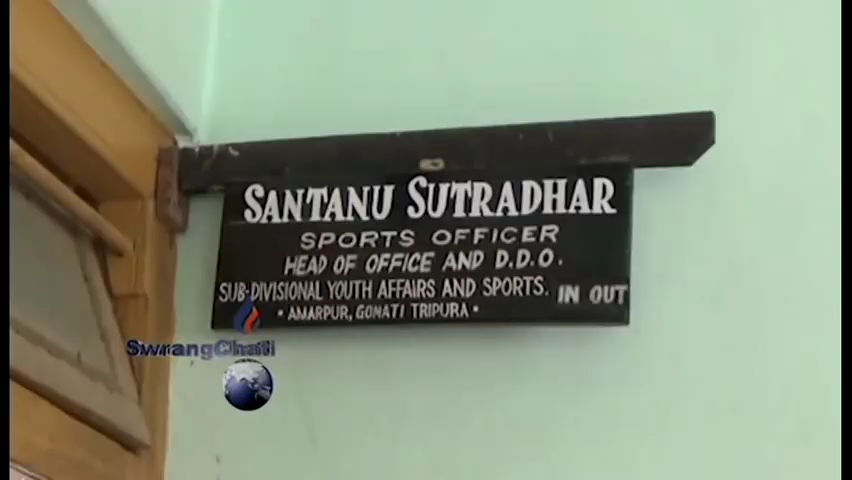 SANTANU SUTRADHAR
SPORTS OFFICER
HEAD OF OFFICE AND D.D.O.
SUB-DIVISIONAL YOUTH AFFAIRS AND SPORTS. IN OUT
• AMARPUR, GOMATI TRIPURA •
SwrangChati